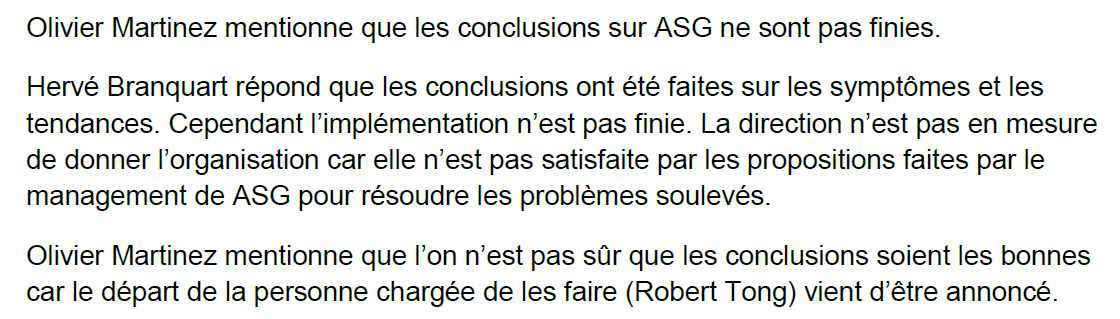 Olivier Martinez mentionne que les conclusions sur ASG ne sont pas finies.
Hervé Branquart répond que les conclusions ont été faites sur les symptômes et les
tendances. Cependant l’implémentation n’est pas finie. La direction n’est pas en mesure
de donner l’organisation car elle n’est pas satisfaite par les propositions faites par le
management de ASG pour résoudre les problèmes soulevés.
Olivier Martinez mentionne que l’on n’est pas sûr que les conclusions soient les bonnes
car le départ de la personne chargée de les faire (Robert Tong) vient d’être annoncé.